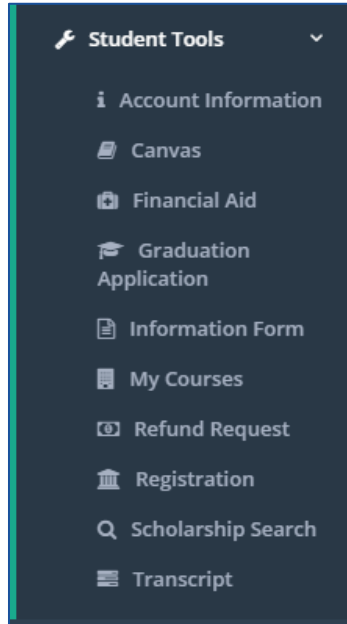 Student Tools
Account Information
Canvas
Financial Aid
Graduation
Application
Information Form
My Courses
Refund Request
Registration
Scholarship Search
Transcript